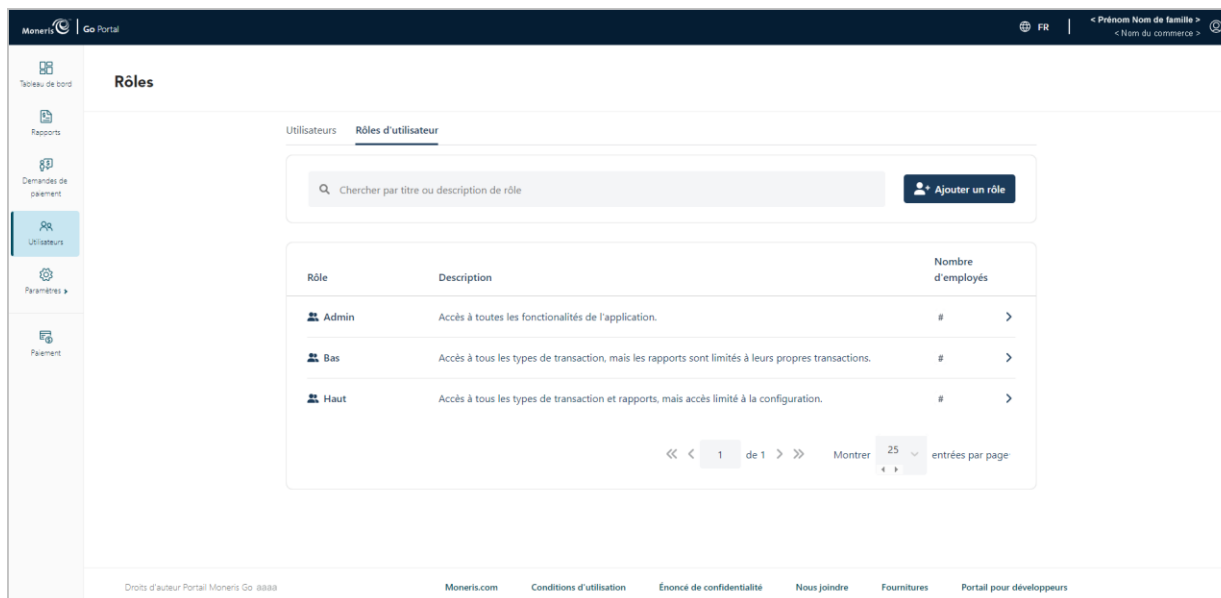 Moneris Go Portal
FR
< Prénom Nom de famille >
< Nom du commerce >
Tableau de bord
Rapports
Demandes de
paiement
Utilisateurs
Paramètres
Paiement
Rôles
Utilisateurs Rôles d'utilisateur
Chercher par titre ou description de rôle
Ajouter un rôle
Rôle Description Nombre
d'employés
Admin Accès à toutes les fonctionalités de l'application. #
Bas Accès à tous les types de transaction, mais les rapports sont limités à leurs propres transactions. #
Haut Accès à tous les types de transaction et rapports, mais accès limité à la configuration. #
1 de 1 Montrer 25 entrées par page
Droits d'auteur Portail Moneris Go aaaa Moneris.com Conditions d'utilisation Énoncé de confidentialité Nous joindre Fournitures Portail pour développeurs